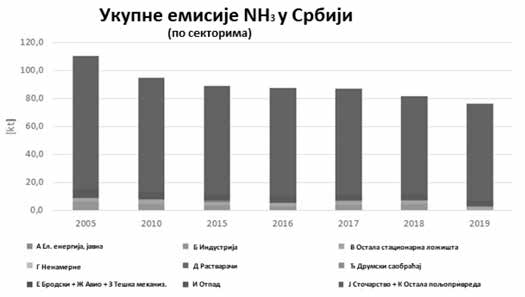 Укупне емисије NH3 у Србији
(по секторима)
120,0
100,0
80,0
60,0
40,0
20,0
0,0
[kt]
2005 2010 2015 2016 2017 2018 2019
А Ел. енергија, јавна Б Индустрија В Остала стационарна ложишта
Г Ненамерне Д Растварачи Ђ Друмски саобраћај
Е Бродски + Ж Авио + З Тешка механиз. И Отпад Ј Сточарство + К Остала пољопривреда